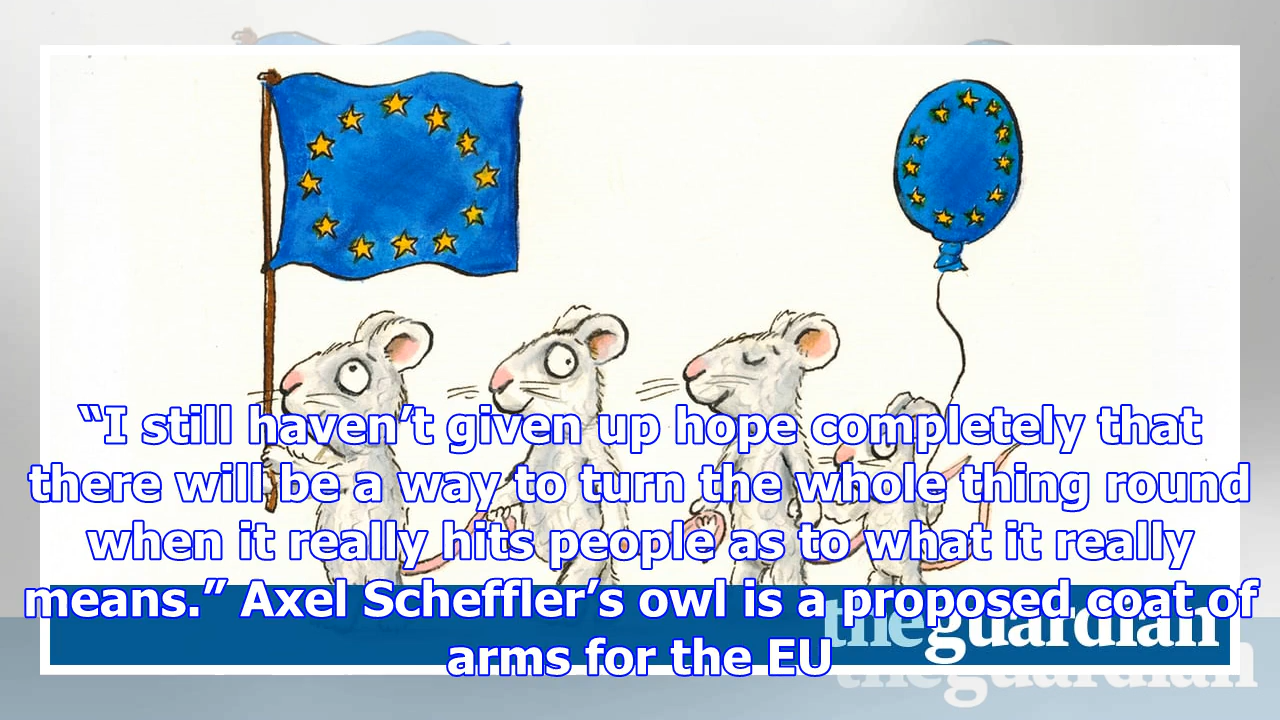 “I still haven’t given up hope completely that
there will be a way to turn the whole thing round
when it really hits people as to what it really
means.” Axel Scheffler’s owl is a proposed coat of
arms for the EU
theguardian
theguardian